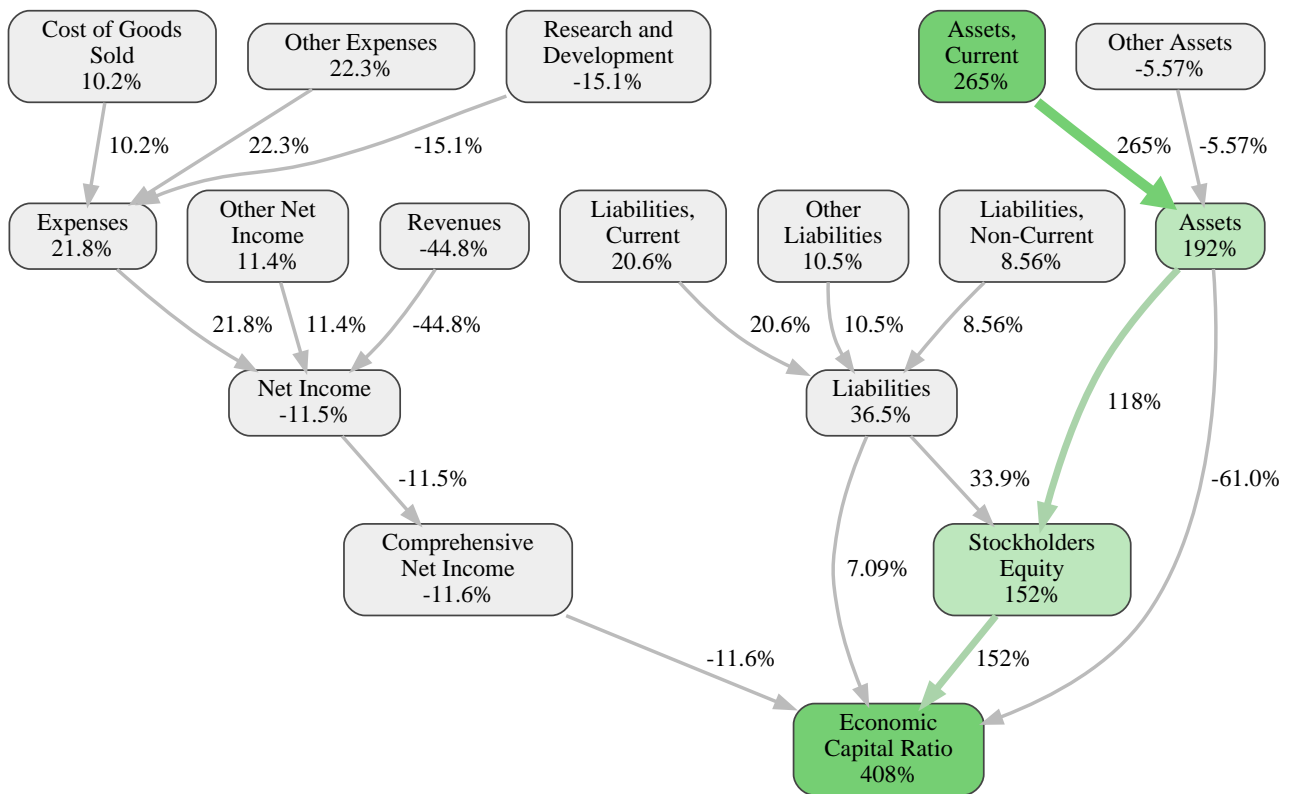 Cost of Goods
Sold
10.2%
Other Expenses
22.3%
Research and
Development
-15.1%
Assets,
Current
265%
Other Assets
-5.57%
10.2%
22.3%
-15.1%
265%
-5.57%
Expenses
21.8%
Other Net
Income
11.4%
Revenues
-44.8%
Liabilities,
Current
20.6%
Other
Liabilities
10.5%
Liabilities,
Non-Current
8.56%
Assets
192%
21.8%
11.4%
-44.8%
20.6%
10.5%
8.56%
Net Income
-11.5%
Liabilities
36.5%
118%
-11.5%
33.9%
-61.0%
Comprehensive
Net Income
-11.6%
7.09%
Stockholders
Equity
152%
-11.6%
152%
Economic
Capital Ratio
408%